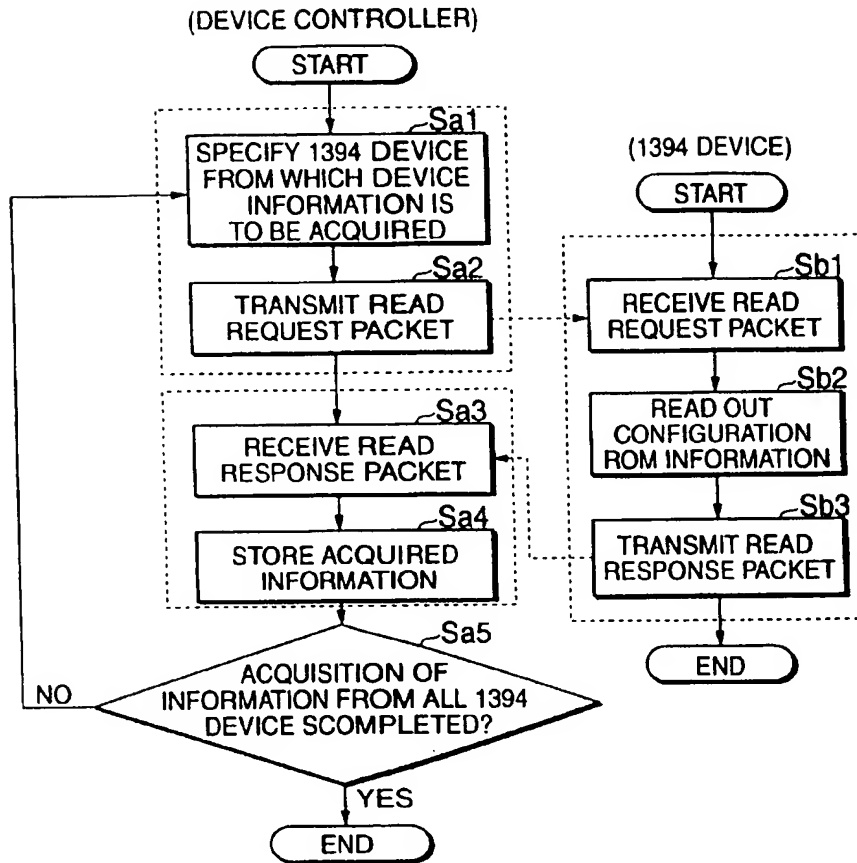 (DEVICE CONTROLLER)
START
Sa1
SPECIFY 1394 DEVICE
FROM WHICH DEVICE
INFORMATION IS
TO BE ACQUIRED
Sa2
TRANSMIT READ
REQUEST PACKET
Sa3
RECEIVE READ
RESPONSE PACKET
Sa4
STORE ACQUIRED
INFORMATION
Sa5
ACQUISITION OF
INFORMATION FROM ALL 1394
DEVICE SCOMPLETED?
NO
YES
END
(1394 DEVICE)
START
Sb1
RECEIVE READ
REQUEST PACKET
Sb2
READ OUT
CONFIGURATION
ROM INFORMATION
Sb3
TRANSMIT READ
RESPONSE PACKET
END